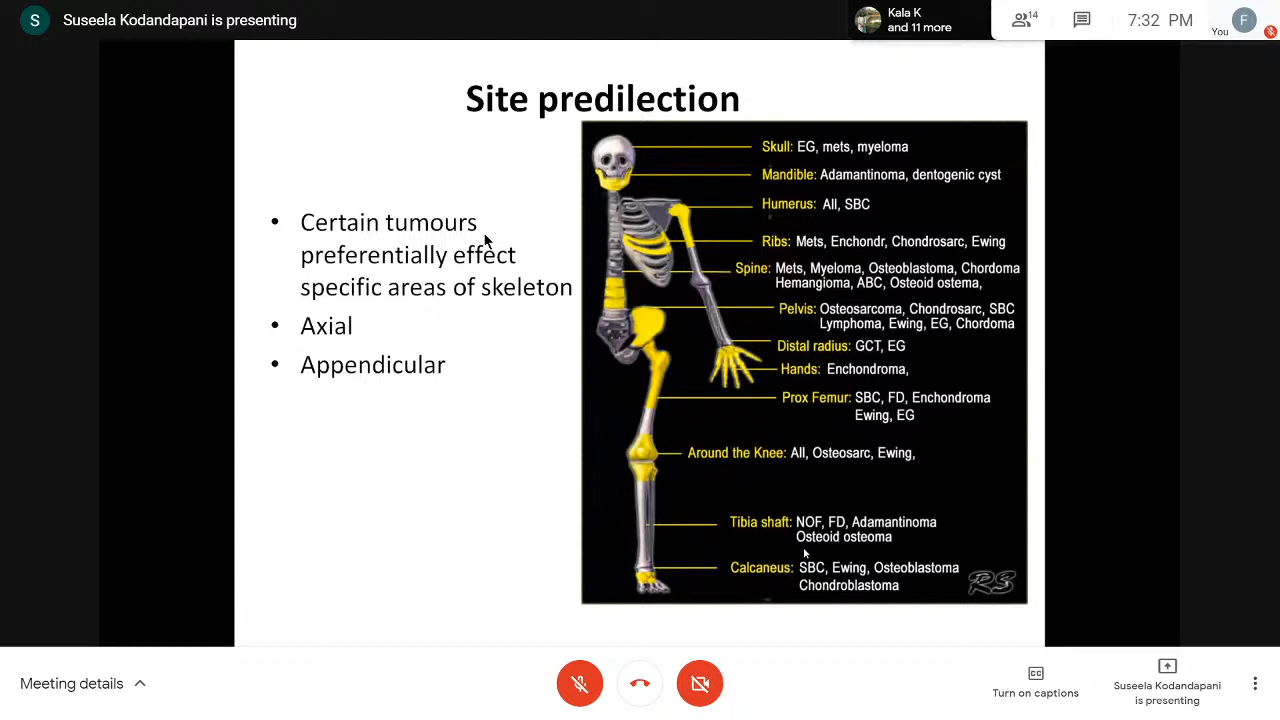 S
Suseela Kodandapani is presenting
Kala K
and 11 more
14
7:32 PM
You
F
Site predilection
• Certain tumours
preferentially effect
specific areas of skeleton
• Axial
• Appendicular
Skull: EG, mets, myeloma
Mandible: Adamantinoma, dentogenic cyst
Humerus: All, SBC
Ribs: Mets, Enchondr, Chondrosarc, Ewing
Spine: Mets, Myeloma, Osteoblastoma, Chordoma
Hemangioma, ABC, Osteoid ostema,
Pelvis: Osteosarcoma, Chondrosarc, SBC
Lymphoma, Ewing, EG, Chordoma
Distal radius: GCT, EG
Hands: Enchondroma,
Prox Femur: SBC, FD, Enchondroma
Ewing, EG
Around the Knee: All, Osteosarc, Ewing,
Tibia shaft: NOF, FD, Adamantinoma
Osteoid osteoma
Calcaneus: SBC, Ewing, Osteoblastoma
Chondroblastoma
RS
Meeting details
CC
Turn on captions
Suseela Kodandapani
is presenting